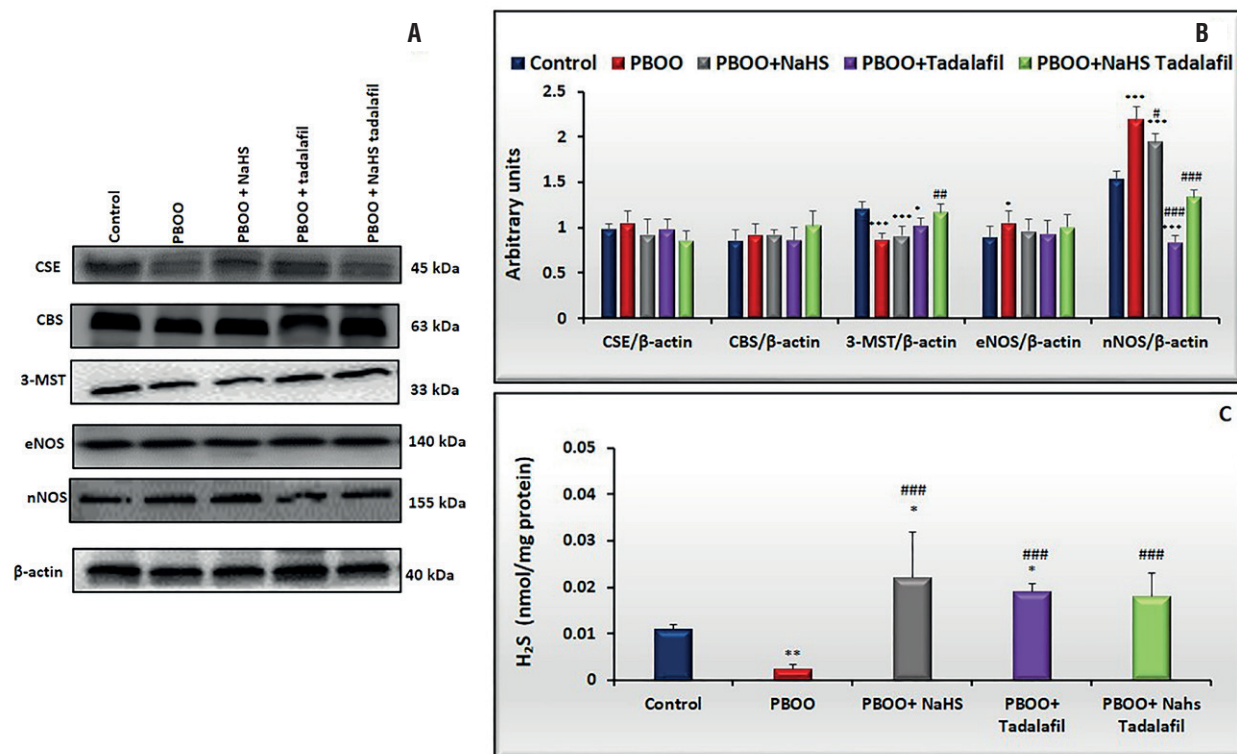 A
Control
PBOO
PBOO + NaHS
PBOO + tadalafil
PBOO + NaHS tadalafil
CSE
45 kDa
CBS
63 kDa
3-MST
33 kDa
eNOS
140 kDa
nNOS
155 kDa
β-actin
40 kDa
B
Control PBOO PBOO+NaHS PBOO+Tadalafil PBOO+NaHS Tadalafil
Arbitrary units
2.5
2
1.5
1
0.5
0
*** *** * ## * *** # *** ### *** ###
CSE/β-actin CBS/β-actin 3-MST/β-actin eNOS/β-actin nNOS/β-actin
C
H₂S (nmol/mg protein)
0.05
0.04
0.03
0.02
0.01
0
** ### * ### * ###
Control PBOO PBOO+ NaHS PBOO+ Tadalafil PBOO+ Nahs Tadalafil